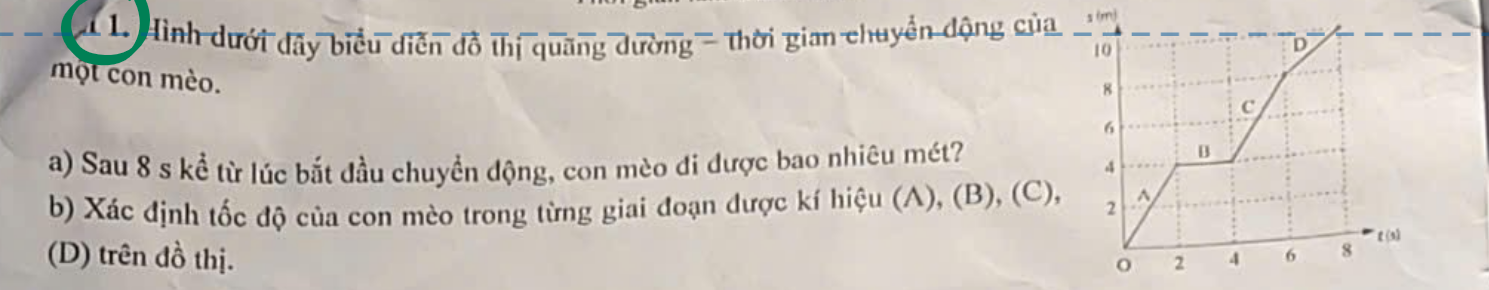 1. Hình dưới đây biểu diễn đồ thị quãng đường – thời gian chuyển động của
một con mèo.
a) Sau 8 s kể từ lúc bắt đầu chuyển động, con mèo đi được bao nhiêu mét?
b) Xác định tốc độ của con mèo trong từng giai đoạn được kí hiệu (A), (B), (C),
(D) trên đồ thị.
s (m)
10
8
6
4
2
A
B
C
D
O 2 4 6 8 t (s)